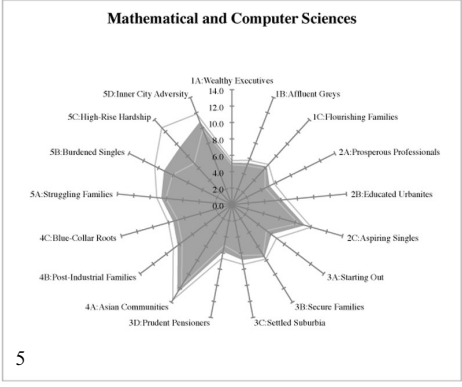 Mathematical and Computer Sciences
1A:Wealthy Executives
14.0
12.0
10.0
8.0
6.0
4.0
2.0
0.0
1B:Affluent Greys
1C:Flourishing Families
2A:Prosperous Professionals
2B:Educated Urbanites
2C:Aspiring Singles
3A:Starting Out
3B:Secure Families
3C:Settled Suburbia
3D:Prudent Pensioners
4A:Asian Communities
4B:Post-Industrial Families
4C:Blue-Collar Roots
5A:Struggling Families
5B:Burdened Singles
5C:High-Rise Hardship
5D:Inner City Adversity
5